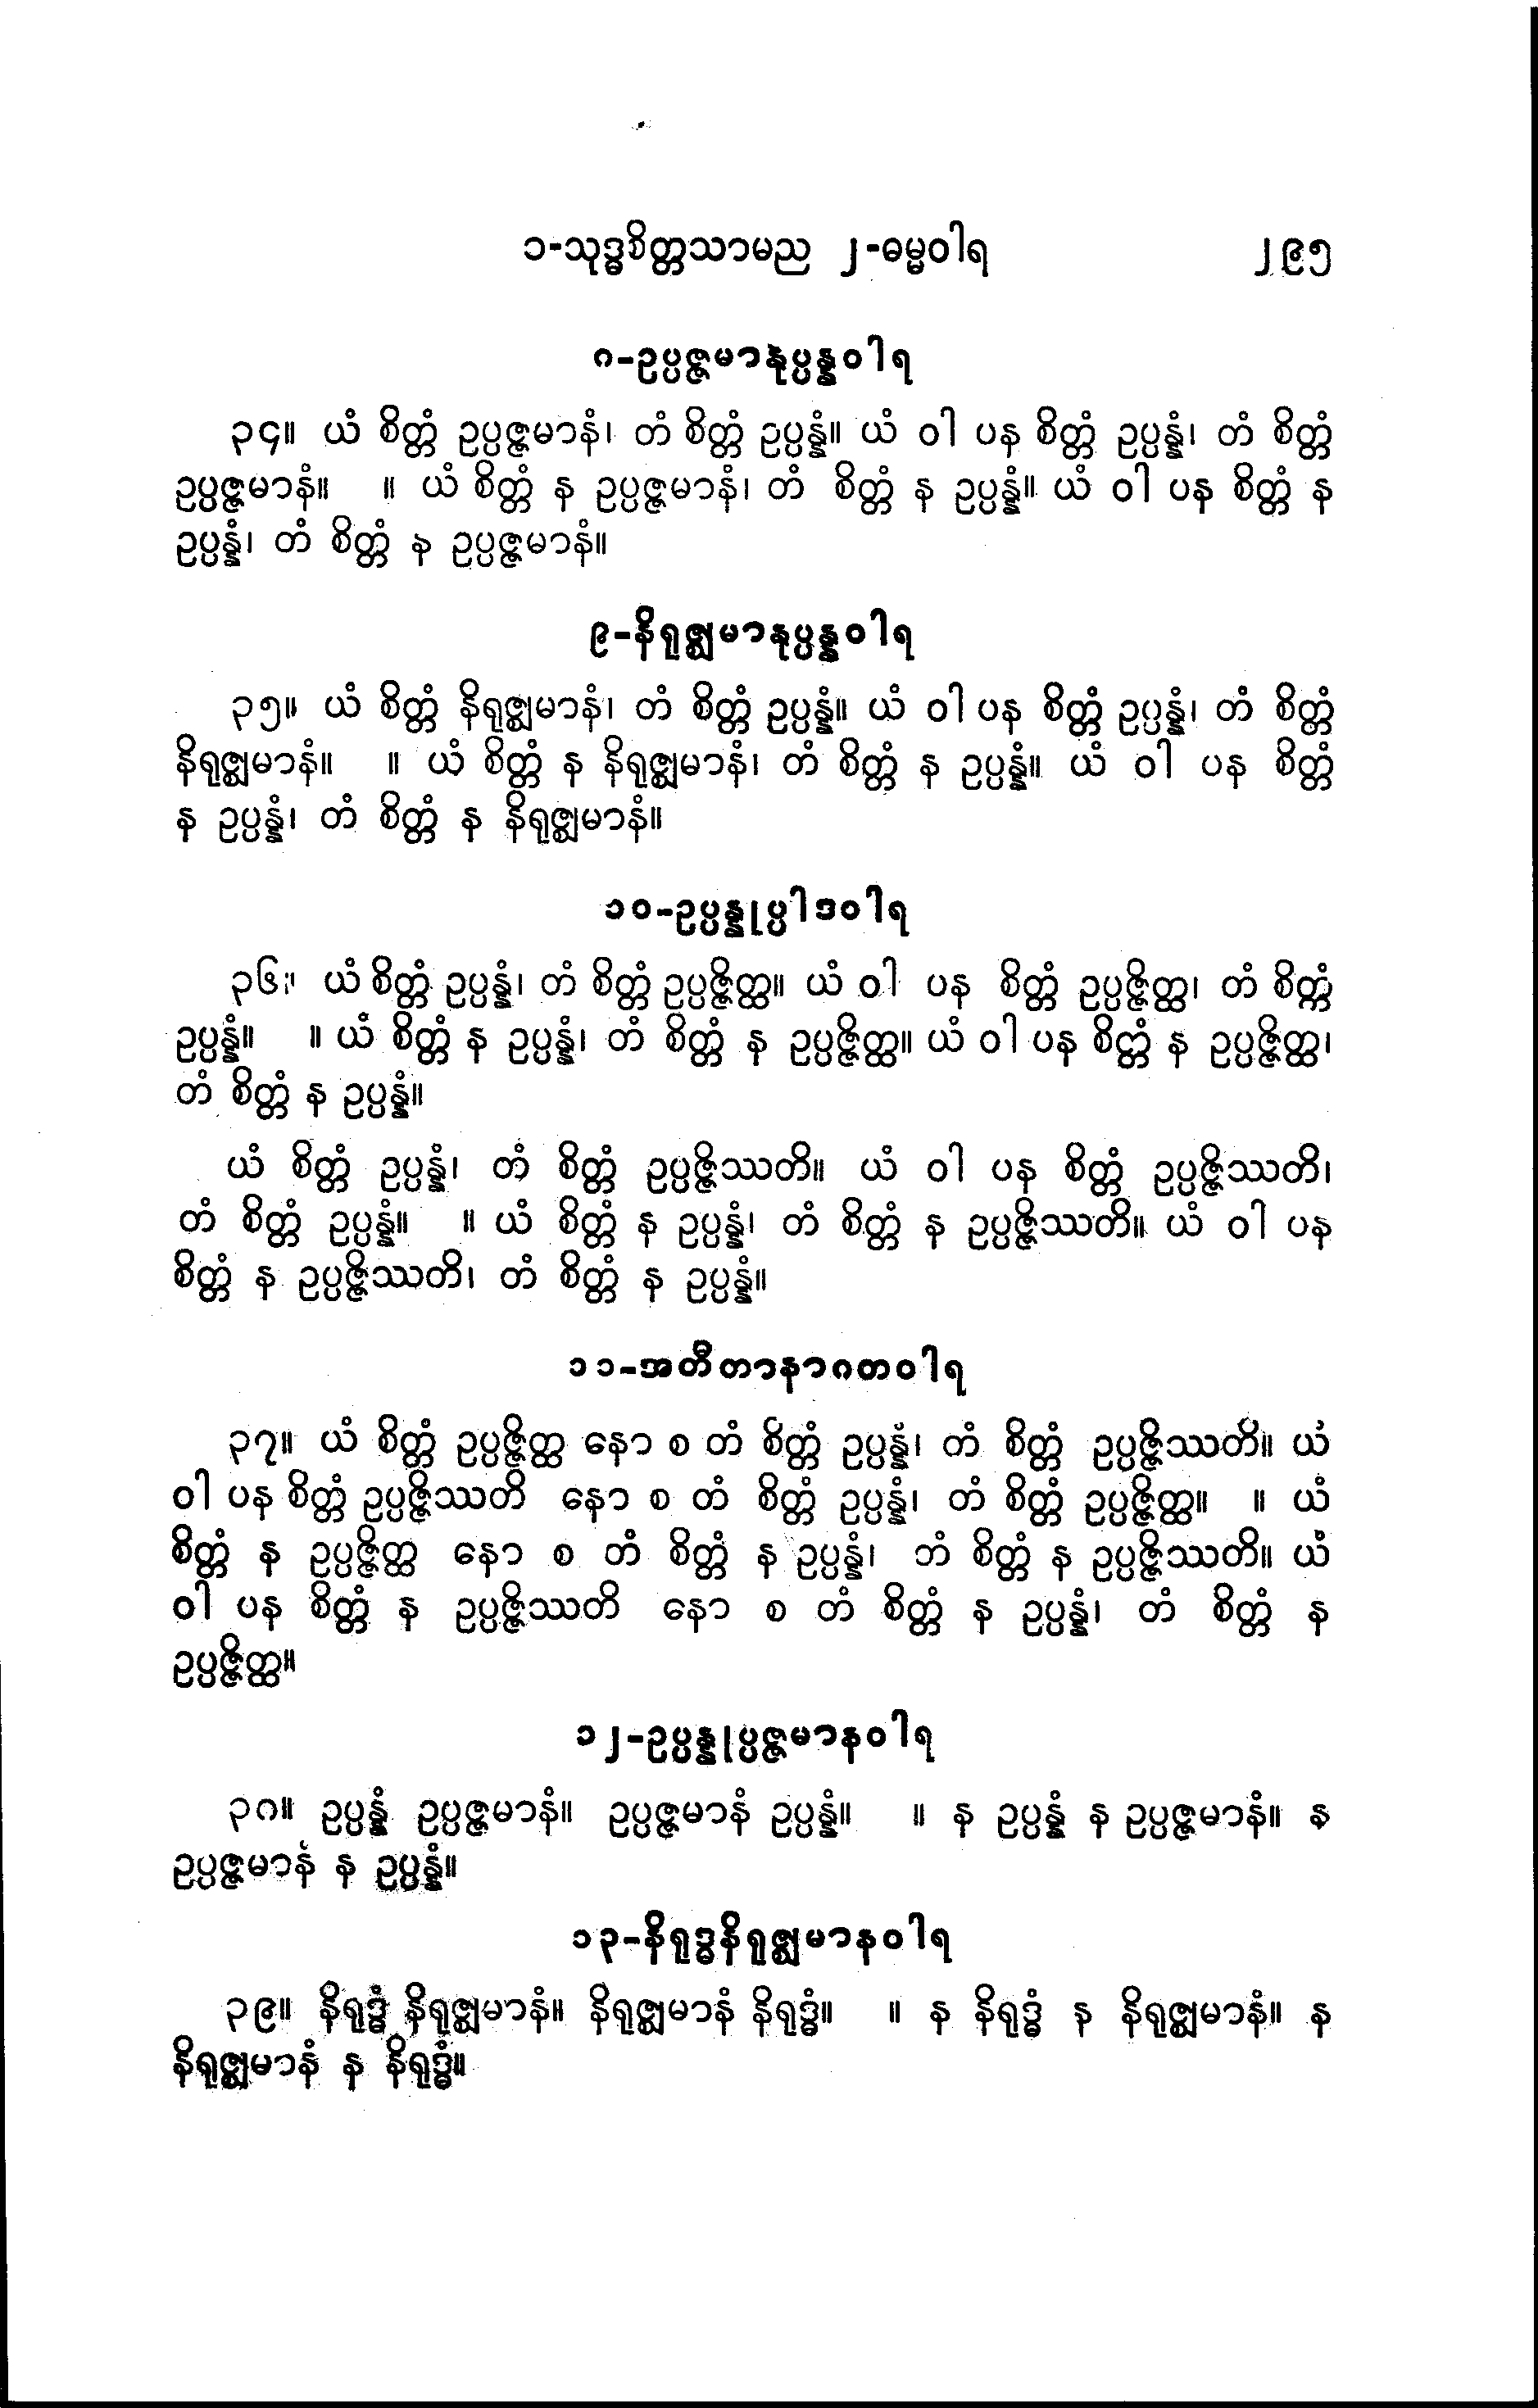 ၁-သုဒ္ဓစိတ္တသာမည ၂-ဓမ္မဝါရ ၂၉၅
၈-ဥပ္ပဇ္ဇမာနုပ္ပန္နဝါရ
၃၄။ ယံ စိတ္တံ ဥပ္ပဇ္ဇမာနံ၊ တံ စိတ္တံ ဥပ္ပန္နံ။ ယံ ဝါ ပန စိတ္တံ ဥပ္ပန္နံ၊ တံ စိတ္တံ
ဥပ္ပဇ္ဇမာနံ။ ။ ယံ စိတ္တံ န ဥပ္ပဇ္ဇမာနံ၊ တံ စိတ္တံ န ဥပ္ပန္နံ။ ယံ ဝါ ပန စိတ္တံ န
ဥပ္ပန္နံ၊ တံ စိတ္တံ န ဥပ္ပဇ္ဇမာနံ။
၉-နိရုဇ္ဈမာနုပ္ပန္နဝါရ
၃၅။ ယံ စိတ္တံ နိရုဇ္ဈမာနံ၊ တံ စိတ္တံ ဥပ္ပန္နံ။ ယံ ဝါ ပန စိတ္တံ ဥပ္ပန္နံ၊ တံ စိတ္တံ
နိရုဇ္ဈမာနံ။ ။ ယံ စိတ္တံ န နိရုဇ္ဈမာနံ၊ တံ စိတ္တံ န ဥပ္ပန္နံ။ ယံ ဝါ ပန စိတ္တံ
န ဥပ္ပန္နံ၊ တံ စိတ္တံ န နိရုဇ္ဈမာနံ။
၁၀-ဥပ္ပန္နုပ္ပါဒဝါရ
၃၆။ ယံ စိတ္တံ ဥပ္ပန္နံ၊ တံ စိတ္တံ ဥပ္ပဇ္ဇိတ္ထ။ ယံ ဝါ ပန စိတ္တံ ဥပ္ပဇ္ဇိတ္ထ၊ တံ စိတ္တံ
ဥပ္ပန္နံ။ ။ ယံ စိတ္တံ န ဥပ္ပန္နံ၊ တံ စိတ္တံ န ဥပ္ပဇ္ဇိတ္ထ။ ယံ ဝါ ပန စိတ္တံ န ဥပ္ပဇ္ဇိတ္ထ၊
တံ စိတ္တံ န ဥပ္ပန္နံ။
ယံ စိတ္တံ ဥပ္ပန္နံ၊ တံ စိတ္တံ ဥပ္ပဇ္ဇိဿတိ။ ယံ ဝါ ပန စိတ္တံ ဥပ္ပဇ္ဇိဿတိ၊
တံ စိတ္တံ ဥပ္ပန္နံ။ ။ ယံ စိတ္တံ န ဥပ္ပန္နံ၊ တံ စိတ္တံ န ဥပ္ပဇ္ဇိဿတိ။ ယံ ဝါ ပန
စိတ္တံ န ဥပ္ပဇ္ဇိဿတိ၊ တံ စိတ္တံ န ဥပ္ပန္နံ။
၁၁-အတီတာနာဂတဝါရ
၃၇။ ယံ စိတ္တံ ဥပ္ပဇ္ဇိတ္ထ နော စ တံ စိတ္တံ ဥပ္ပန္နံ၊ တံ စိတ္တံ ဥပ္ပဇ္ဇိဿတိ။ ယံ
ဝါ ပန စိတ္တံ ဥပ္ပဇ္ဇိဿတိ နော စ တံ စိတ္တံ ဥပ္ပန္နံ၊ တံ စိတ္တံ ဥပ္ပဇ္ဇိတ္ထ။ ။ ယံ
စိတ္တံ န ဥပ္ပဇ္ဇိတ္ထ နော စ တံ စိတ္တံ န ဥပ္ပန္နံ၊ တံ စိတ္တံ န ဥပ္ပဇ္ဇိဿတိ။ ယံ
ဝါ ပန စိတ္တံ န ဥပ္ပဇ္ဇိဿတိ နော စ တံ စိတ္တံ န ဥပ္ပန္နံ၊ တံ စိတ္တံ န
ဥပ္ပဇ္ဇိတ္ထ။
၁၂-ဥပ္ပန္နုပ္ပဇ္ဇမာနဝါရ
၃၈။ ဥပ္ပန္နံ ဥပ္ပဇ္ဇမာနံ။ ဥပ္ပဇ္ဇမာနံ ဥပ္ပန္နံ။ ။ န ဥပ္ပန္နံ န ဥပ္ပဇ္ဇမာနံ။ န
ဥပ္ပဇ္ဇမာနံ န ဥပ္ပန္နံ။
၁၃-နိရုဒ္ဓနိရုဇ္ဈမာနဝါရ
၃၉။ နိရုဒ္ဓံ နိရုဇ္ဈမာနံ။ နိရုဇ္ဈမာနံ နိရုဒ္ဓံ။ ။ န နိရုဒ္ဓံ န နိရုဇ္ဈမာနံ။ န
နိရုဇ္ဈမာနံ န နိရုဒ္ဓံ။